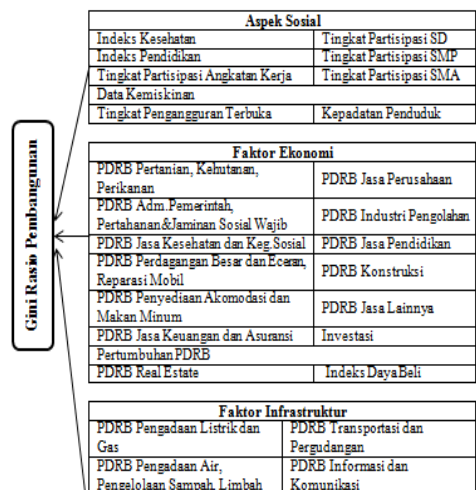 Gini Rasio Pembangunan
Aspek Sosial
Indeks Kesehatan
Tingkat Partisipasi SD
Indeks Pendidikan
Tingkat Partisipasi SMP
Tingkat Partisipasi Angkatan Kerja
Tingkat Partisipasi SMA
Data Kemiskinan
Tingkat Pengangguran Terbuka
Kepadatan Penduduk
Faktor Ekonomi
PDRB Pertanian, Kehutanan,
Perikanan
PDRB Jasa Perusahaan
PDRB Adm.Pemerintah,
Pertahanan&Jaminan Sosial Wajib
PDRB Industri Pengolahan
PDRB Jasa Kesehatan dan Keg.Sosial
PDRB Jasa Pendidikan
PDRB Perdagangan Besar dan Eceran,
Reparasi Mobil
PDRB Konstruksi
PDRB Penyediaan Akomodasi dan
Makan Minum
PDRB Jasa Lainnya
PDRB Jasa Keuangan dan Asuransi
Investasi
Pertumbuhan PDRB
PDRB Real Estate
Indeks Daya Beli
Faktor Infrastruktur
PDRB Pengadaan Listrik dan
Gas
PDRB Transportasi dan
Pergudangan
PDRB Pengadaan Air,
Pengelolaan Sampah, Limbah
PDRB Informasi dan
Komunikasi